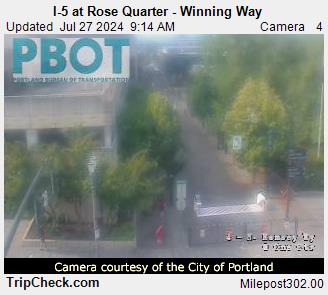 I-5 at Rose Quarter - Winning Way
Updated Jul 27 2024 9:14 AM Camera 4
PBOT
PORTLAND BUREAU OF TRANSPORTATION
Camera courtesy of the City of Portland
TripCheck.com Milepost302.00